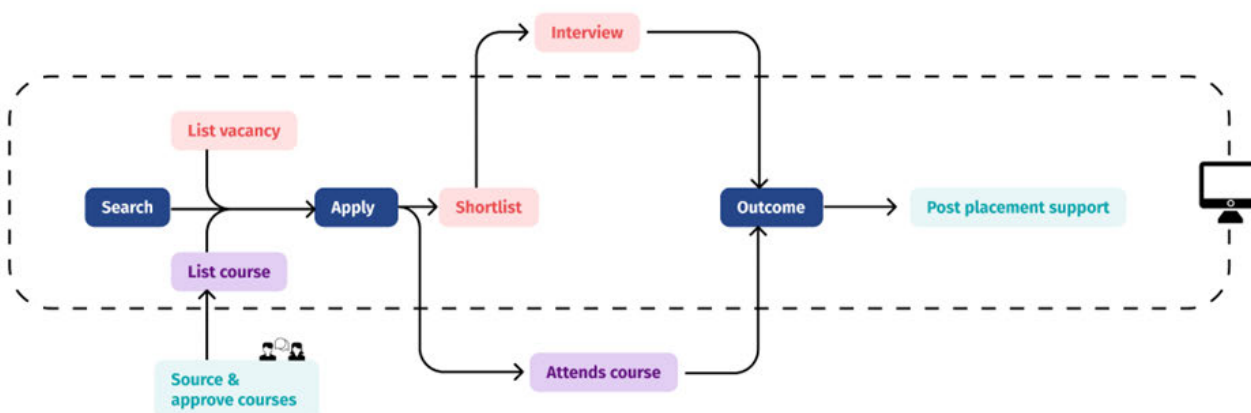 Interview
List vacancy
Search
Apply
Shortlist
Outcome
Post placement support
List course
Attends course
Source &
approve courses